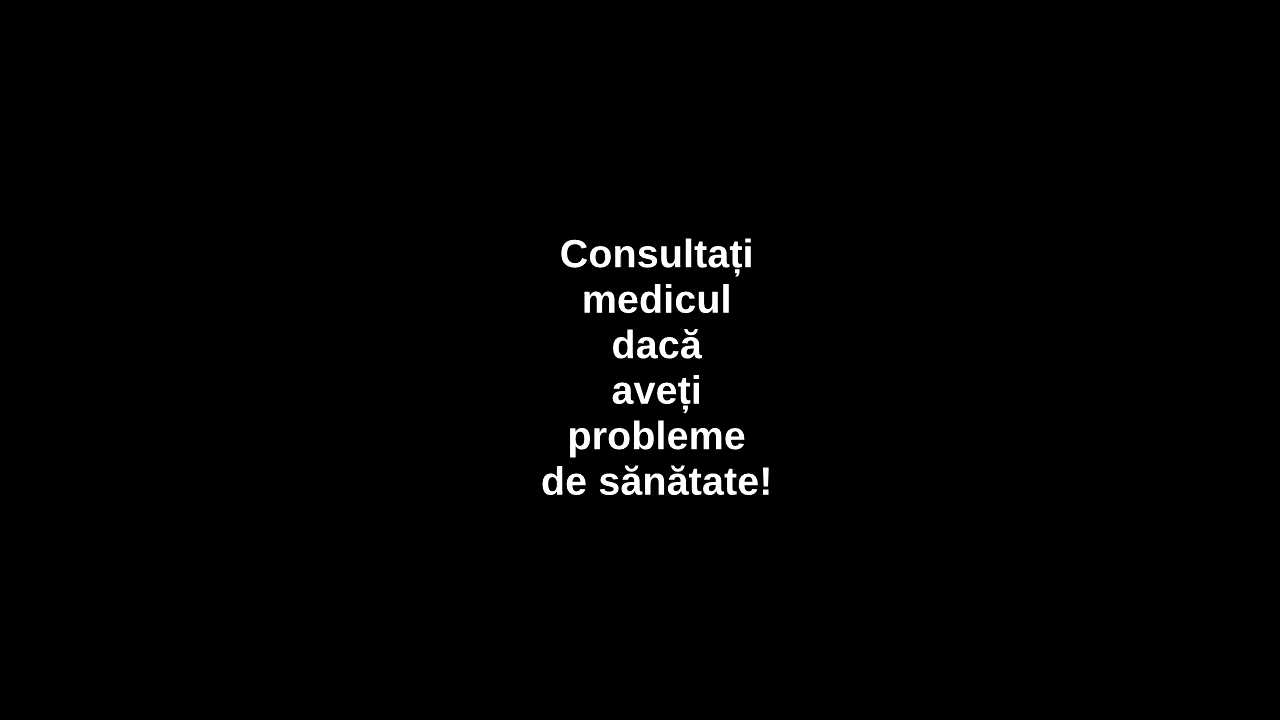 Consultați
medicul
dacă
aveți
probleme
de sănătate!